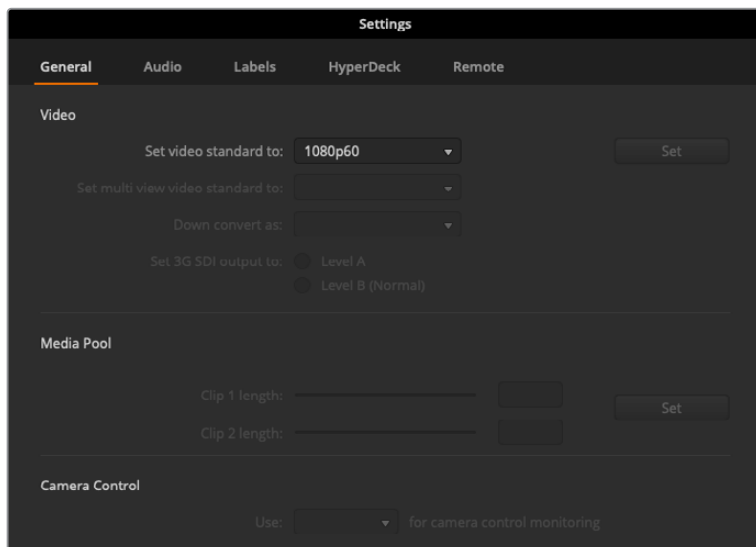 Settings
General Audio Labels HyperDeck Remote
Video
Set video standard to: 1080p60 Set
Set multi view video standard to:
Down convert as:
Set 3G SDI output to: Level A
Level B (Normal)
Media Pool
Clip 1 length:
Set
Clip 2 length:
Camera Control
Use: for camera control monitoring